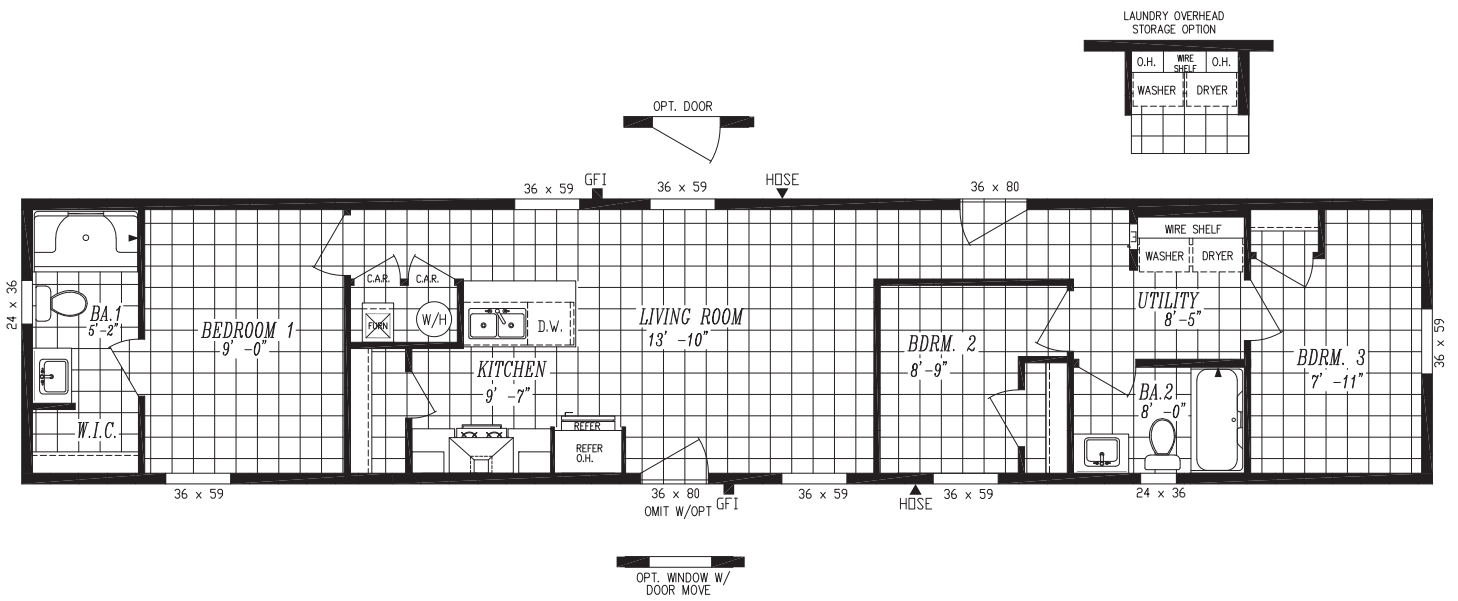 LAUNDRY OVERHEAD
STORAGE OPTION
O.H.
WIRE
SHELF
O.H.
WASHER
DRYER
OPT. DOOR
36 x 59
GFI
36 x 59
HOSE
36 x 80
24 x 36
BA.1
5'-2"
W.I.C.
BEDROOM 1
9' -0"
C.A.R.
C.A.R.
FURN
W/H
D.W.
KITCHEN
9' -7"
REFER
REFER
O.H.
LIVING ROOM
13' -10"
BDRM. 2
8'-9"
WIRE SHELF
WASHER
DRYER
UTILITY
8'-5"
BA.2
8' -0"
BDRM. 3
7' -11"
36 x 59
36 x 59
36 x 80
OMIT W/OPT
GFI
36 x 59
HOSE
36 x 59
24 x 36
OPT. WINDOW W/
DOOR MOVE